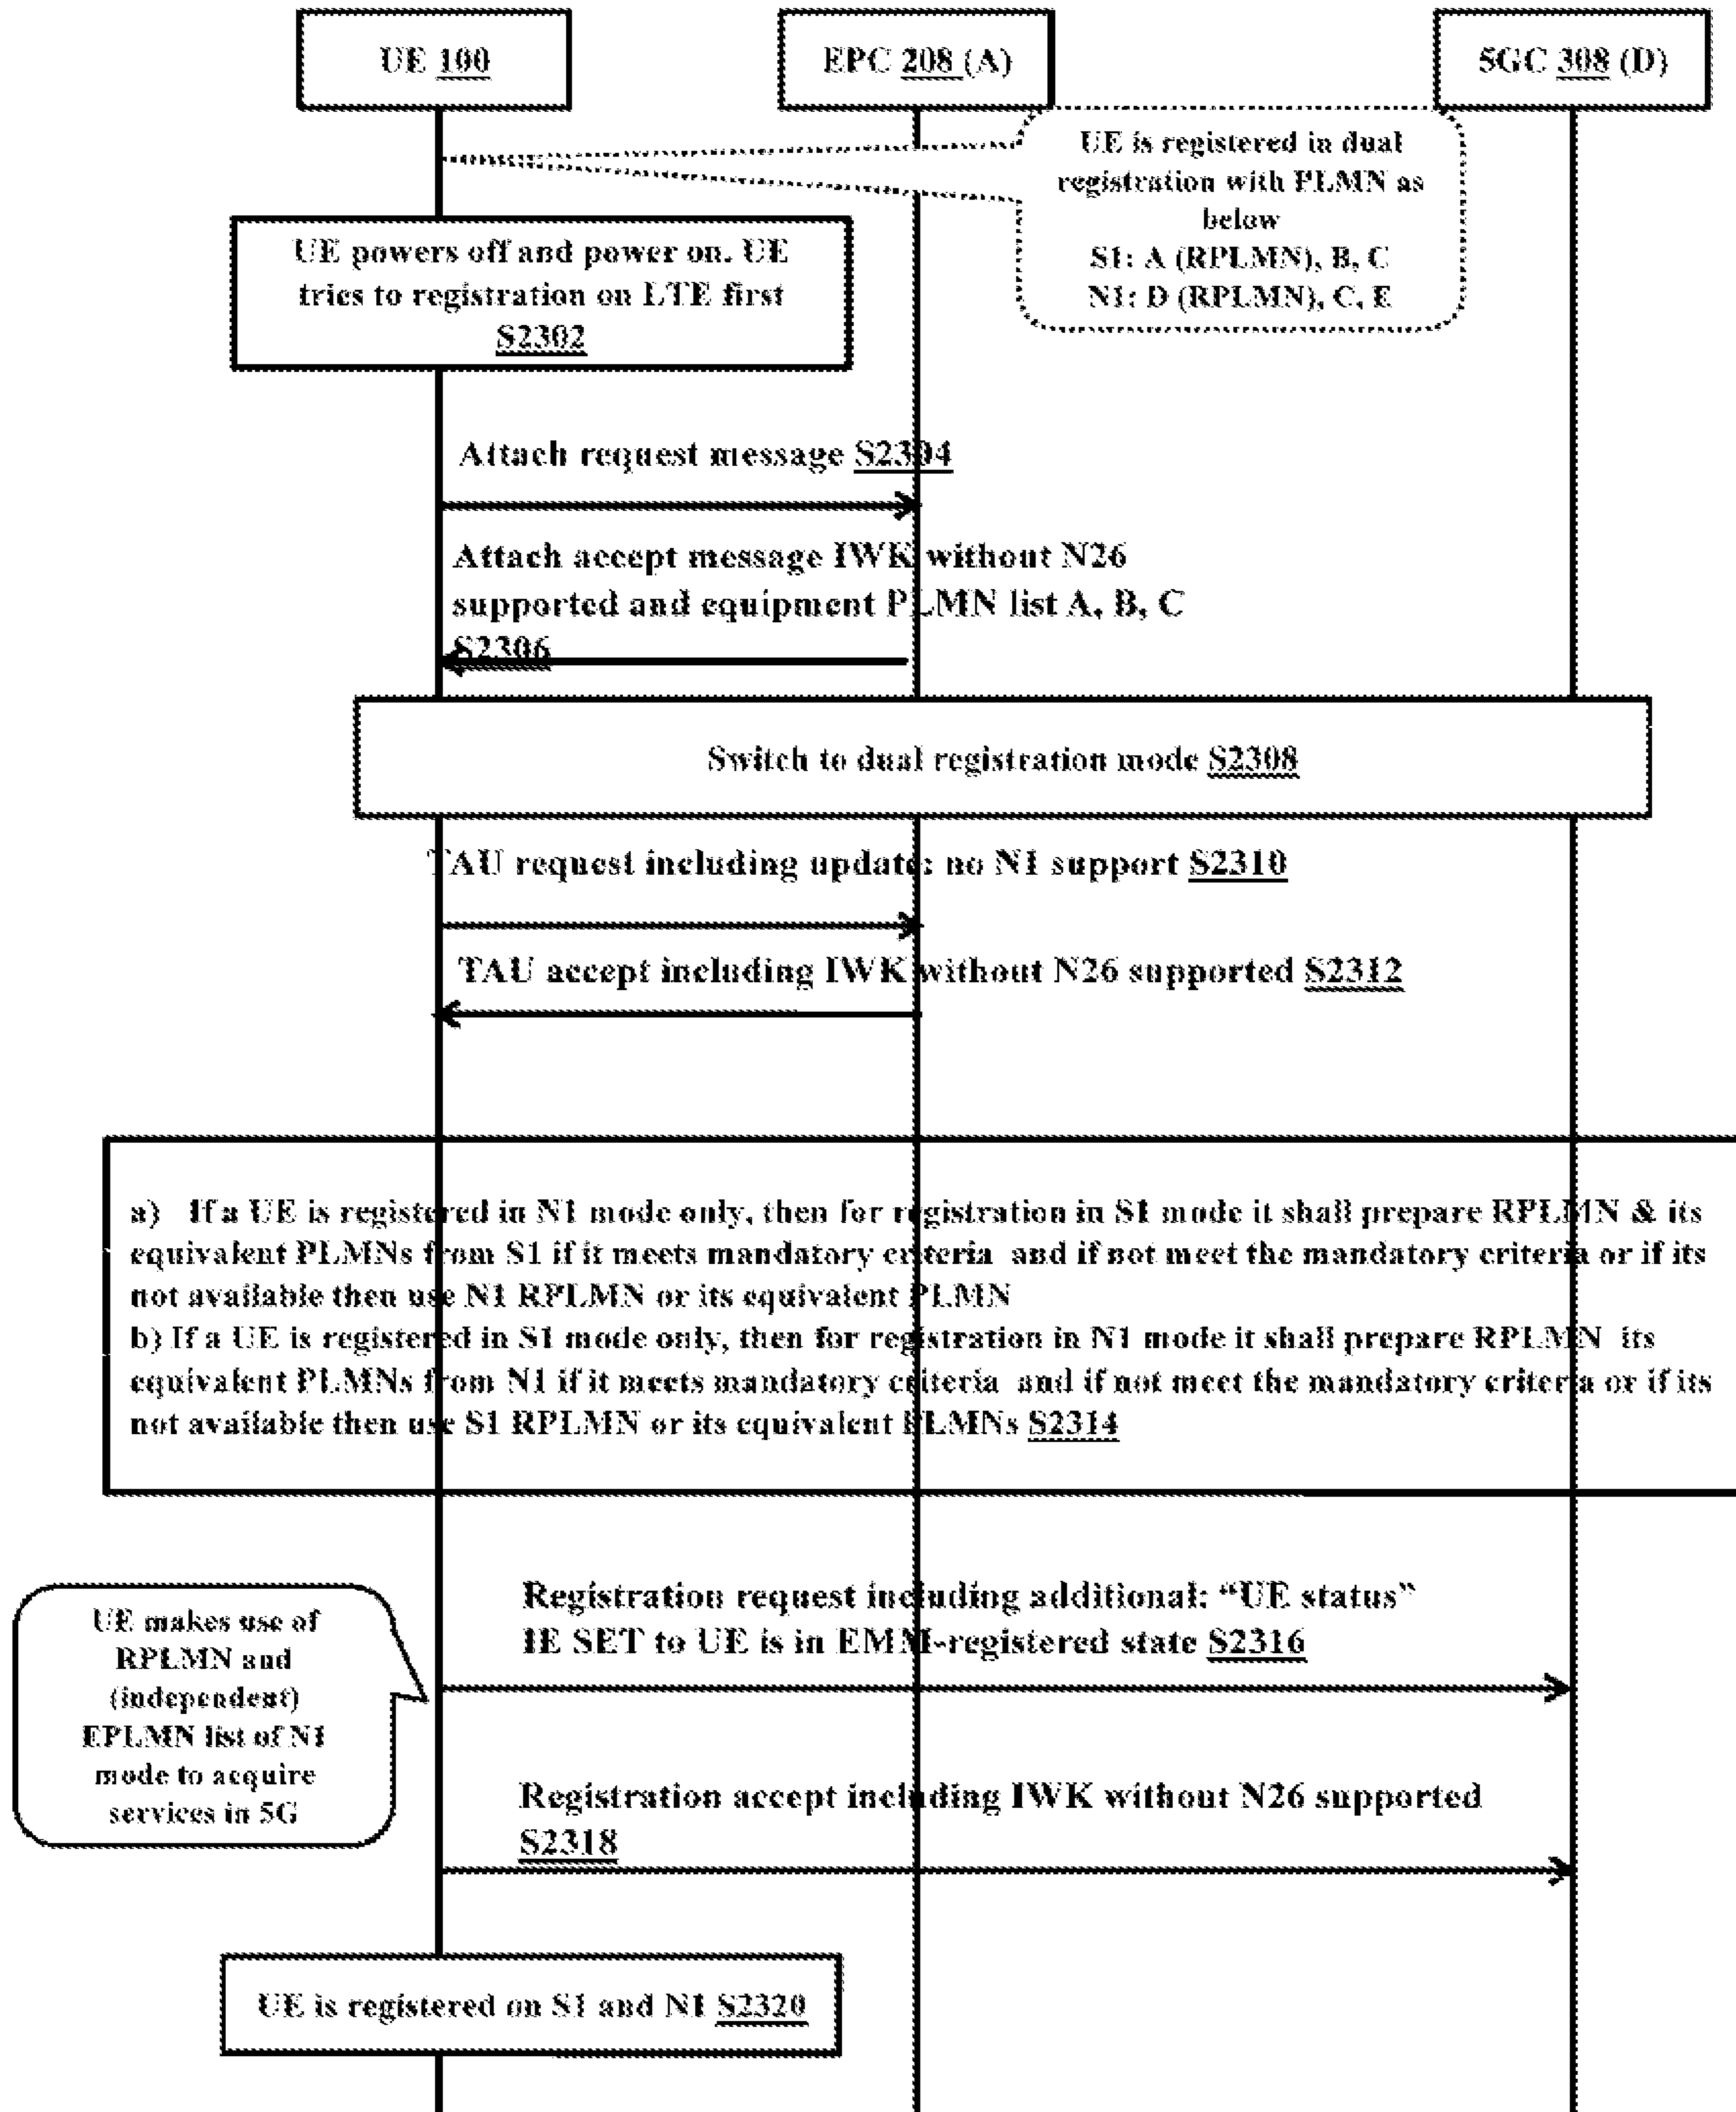 UE 100
EPC 208 (A)
5GC 308 (D)
UE is registered in dual
registration with PLMN as
below
S1: A (RPLMN), B, C
N1: D (RPLMN), C, E
UE powers off and power on. UE
tries to registration on LTE first
S2302
Attach request message S2304
Attach accept message IWK without N26
supported and equipment PLMN list A, B, C
S2306
Switch to dual registration mode S2308
TAU request including update: no N1 support S2310
TAU accept including IWK without N26 supported S2312
a) If a UE is registered in N1 mode only, then for registration in S1 mode it shall prepare RPLMN & its
equivalent PLMNs from S1 if it meets mandatory criteria and if not meet the mandatory criteria or if its
not available then use N1 RPLMN or its equivalent PLMN
b) If a UE is registered in S1 mode only, then for registration in N1 mode it shall prepare RPLMN its
equivalent PLMNs from N1 if it meets mandatory criteria and if not meet the mandatory criteria or if its
not available then use S1 RPLMN or its equivalent PLMNs S2314
UE makes use of
RPLMN and
(independent)
EPLMN list of N1
mode to acquire
services in 5G
Registration request including additional: “UE status”
IE SET to UE is in EMM-registered state S2316
Registration accept including IWK without N26 supported
S2318
UE is registered on S1 and N1 S2320